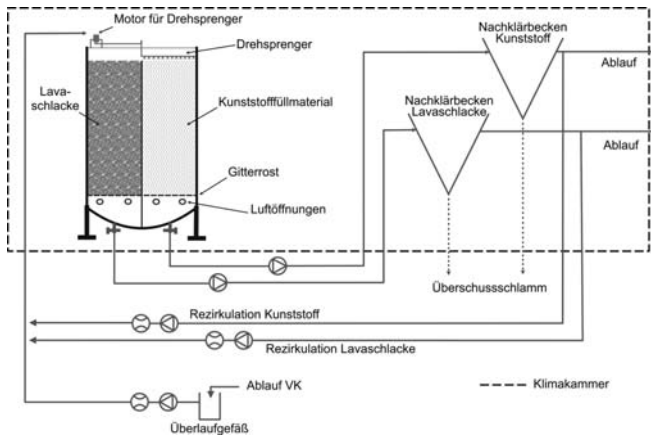 Motor für Drehsprenger
Drehsprenger
Lava-
schlacke
Kunststofffüllmaterial
Gitterrost
Luftöffnungen
Nachklärbecken
Kunststoff
Ablauf
Nachklärbecken
Lavaschlacke
Ablauf
Überschussschlamm
Rezirkulation Kunststoff
Rezirkulation Lavaschlacke
Ablauf VK
Überlaufgefäß
Klimakammer